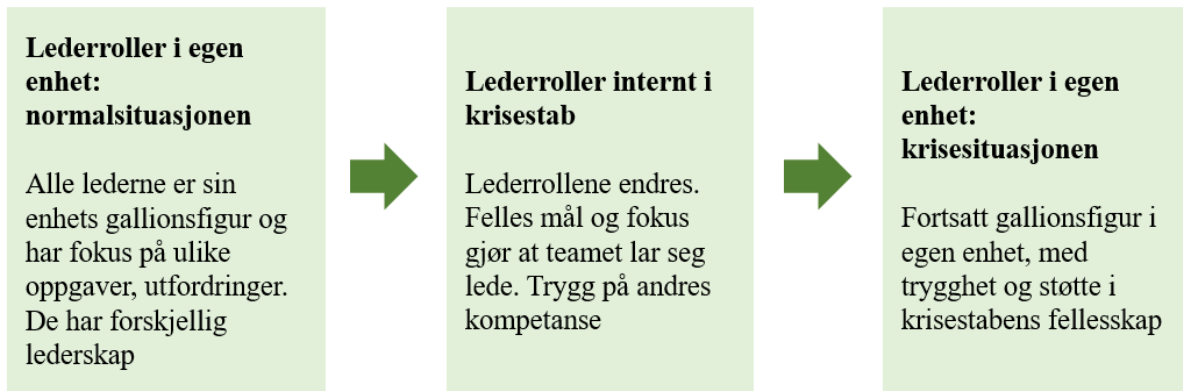 Lederroller i egen
enhet:
normalsituasjonen
Alle lederne er sin
enhets gallionsfigur og
har fokus på ulike
oppgaver, utfordringer.
De har forskjellig
lederskap
Lederroller internt i
krisestab
Lederrollene endres.
Felles mål og fokus
gjør at teamet lar seg
lede. Trygg på andres
kompetanse
Lederroller i egen
enhet:
krisesituasjonen
Fortsatt gallionsfigur i
egen enhet, med
trygghet og støtte i
krisestabens fellesskap